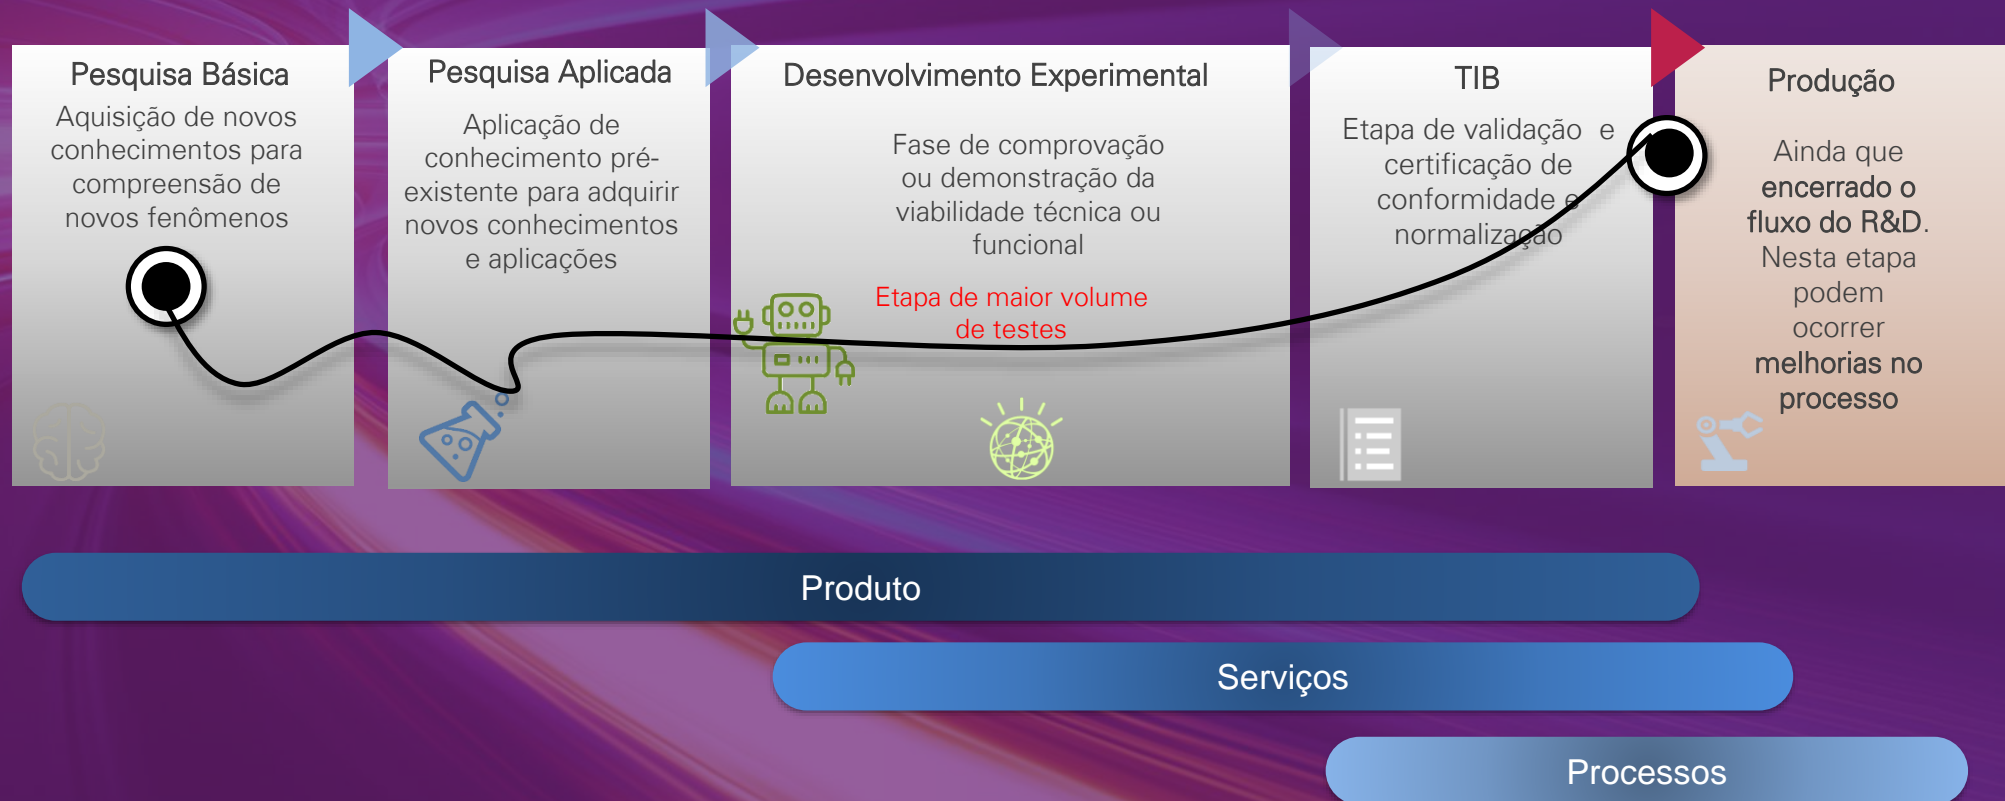 Pesquisa Básica
Aquisição de novos
conhecimentos para
compreensão de
novos fenômenos
Pesquisa Aplicada
Aplicação de
conhecimento pré-
existente para adquirir
novos conhecimentos
e aplicações
Desenvolvimento Experimental
Fase de comprovação
ou demonstração da
viabilidade técnica ou
funcional
Etapa de maior volume
de testes
TIB
Etapa de validação e
certificação de
conformidade e
normalização
Produção
Ainda que
encerrado o
fluxo do R&D.
Nesta etapa
podem
ocorrer
melhorias no
processo
Produto
Serviços
Processos